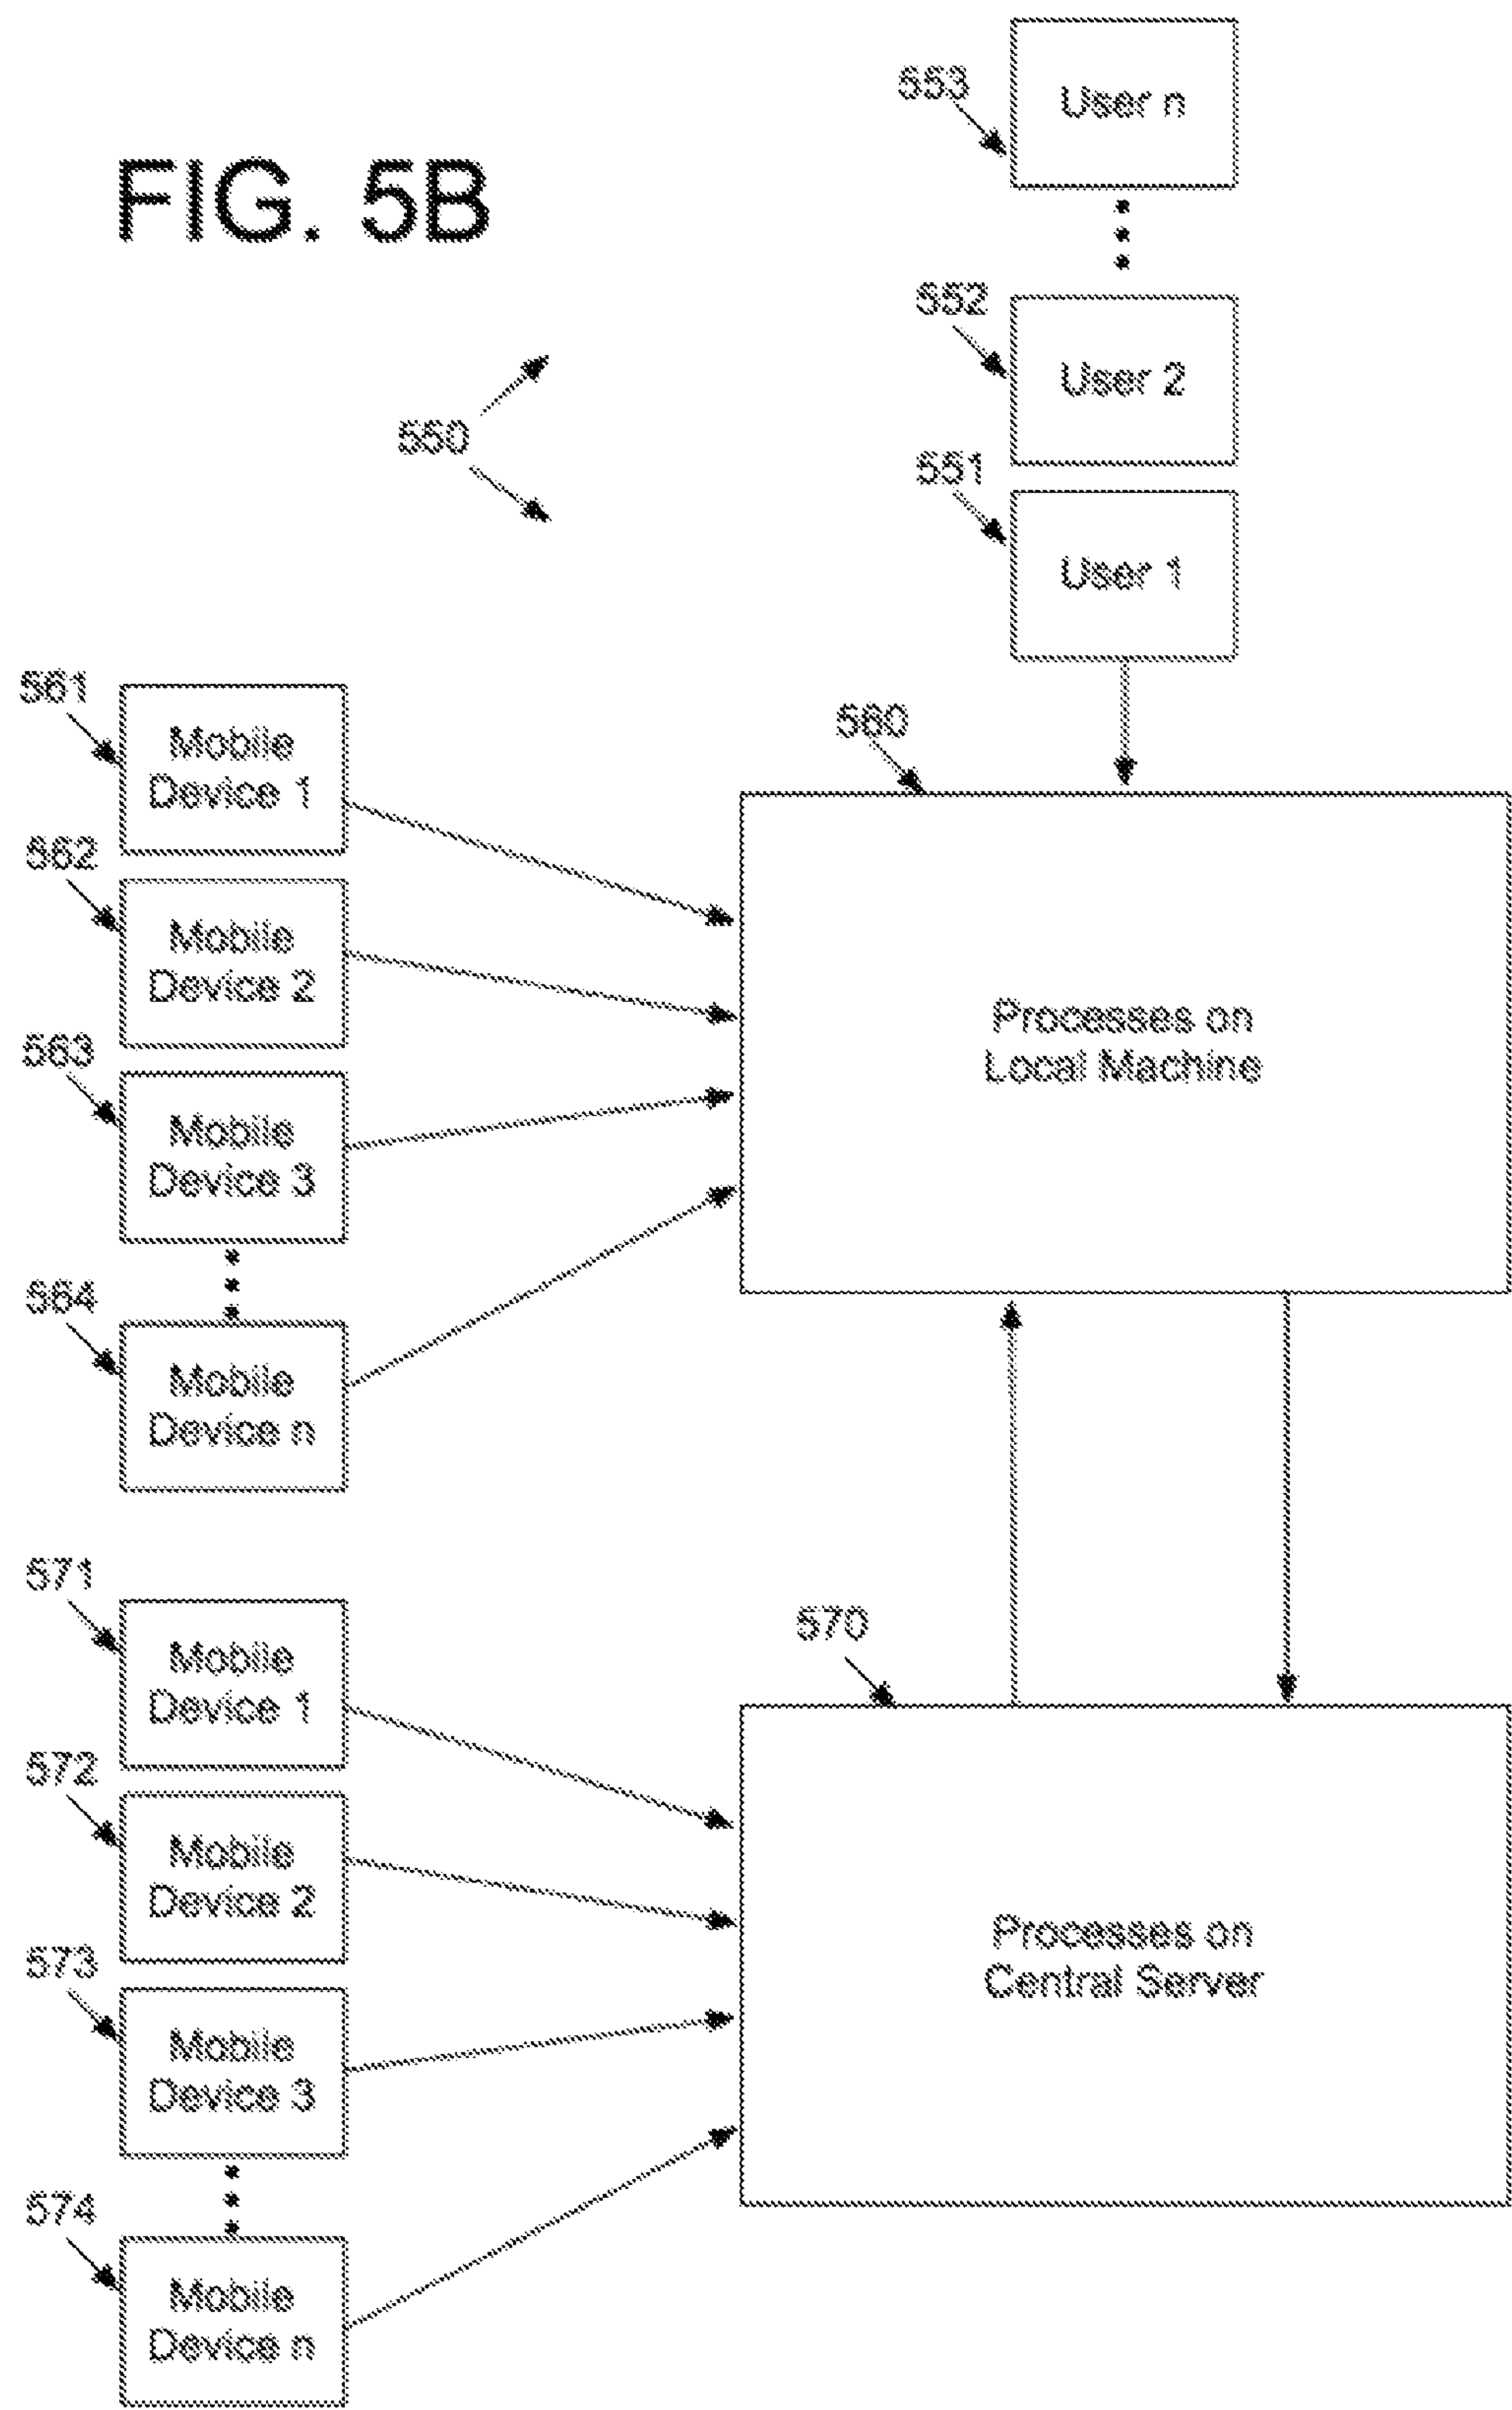 553
User n
FIG. 5B
552
User 2
550
551
User 1
561
Mobile
Device 1
560
562
Mobile
Device 2
Processes on
Local Machine
563
Mobile
Device 3
564
Mobile
Device n
571
Mobile
Device 1
570
572
Mobile
Device 2
Processes on
Central Server
573
Mobile
Device 3
574
Mobile
Device n